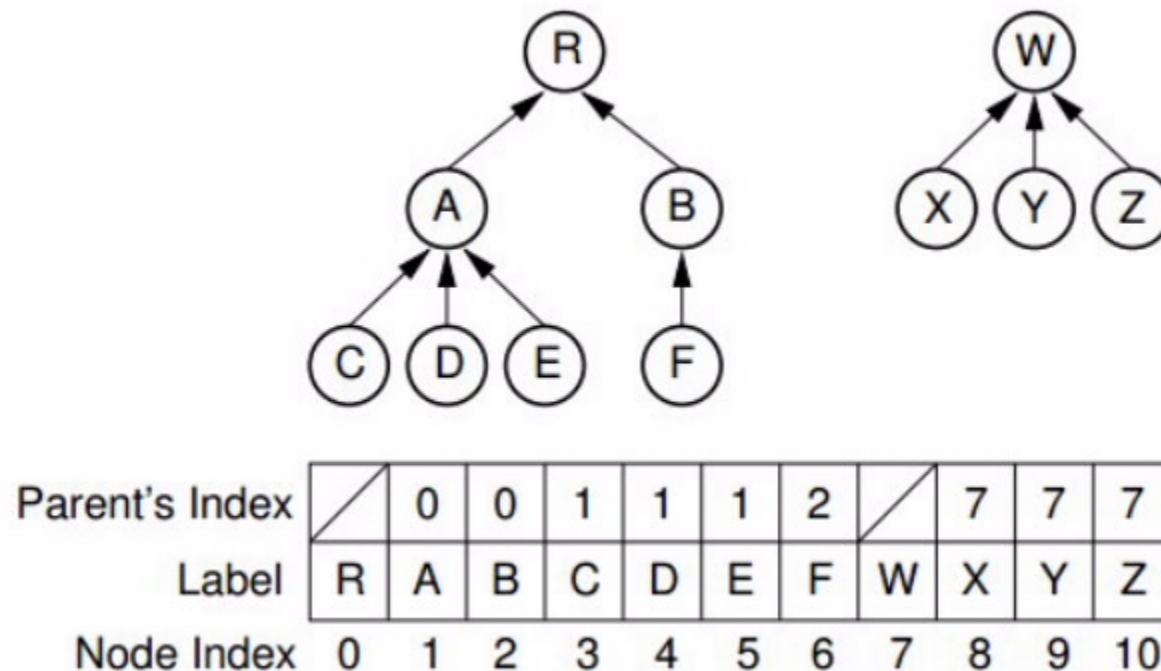 R W
A B X Y Z
C D E F
Parent's Index 0 0 1 1 1 2 7 7 7
Label R A B C D E F W X Y Z
Node Index 0 1 2 3 4 5 6 7 8 9 10